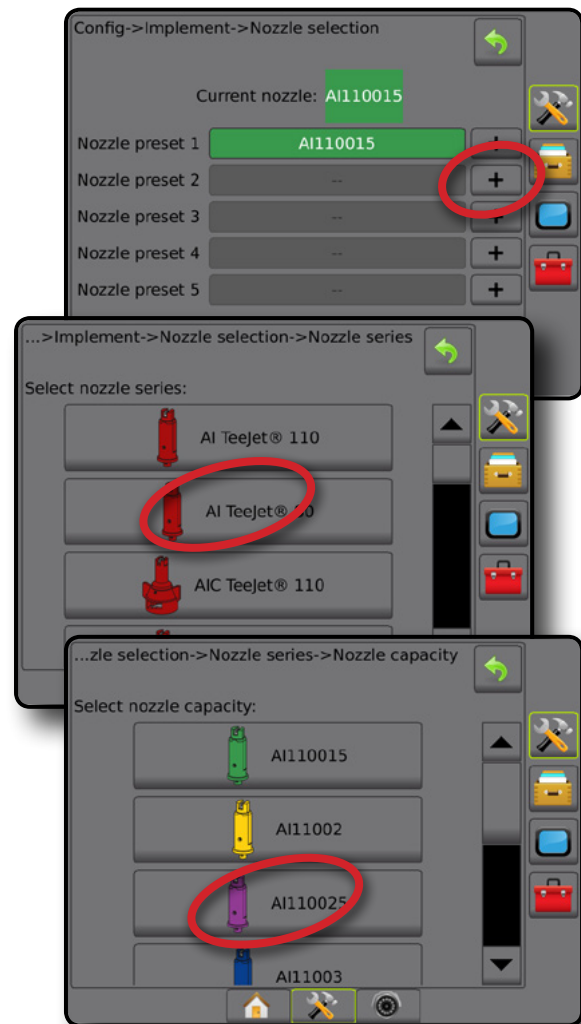 Config->Implement->Nozzle selection
Current nozzle: AI110015
Nozzle preset 1 AI110015 +
Nozzle preset 2 -- +
Nozzle preset 3 -- +
Nozzle preset 4 -- +
Nozzle preset 5 -- +
...>Implement->Nozzle selection->Nozzle series
Select nozzle series:
AI TeeJet® 110
AI TeeJet® 80
AIC TeeJet® 110
...zle selection->Nozzle series->Nozzle capacity
Select nozzle capacity:
AI110015
AI11002
AI110025
AI11003